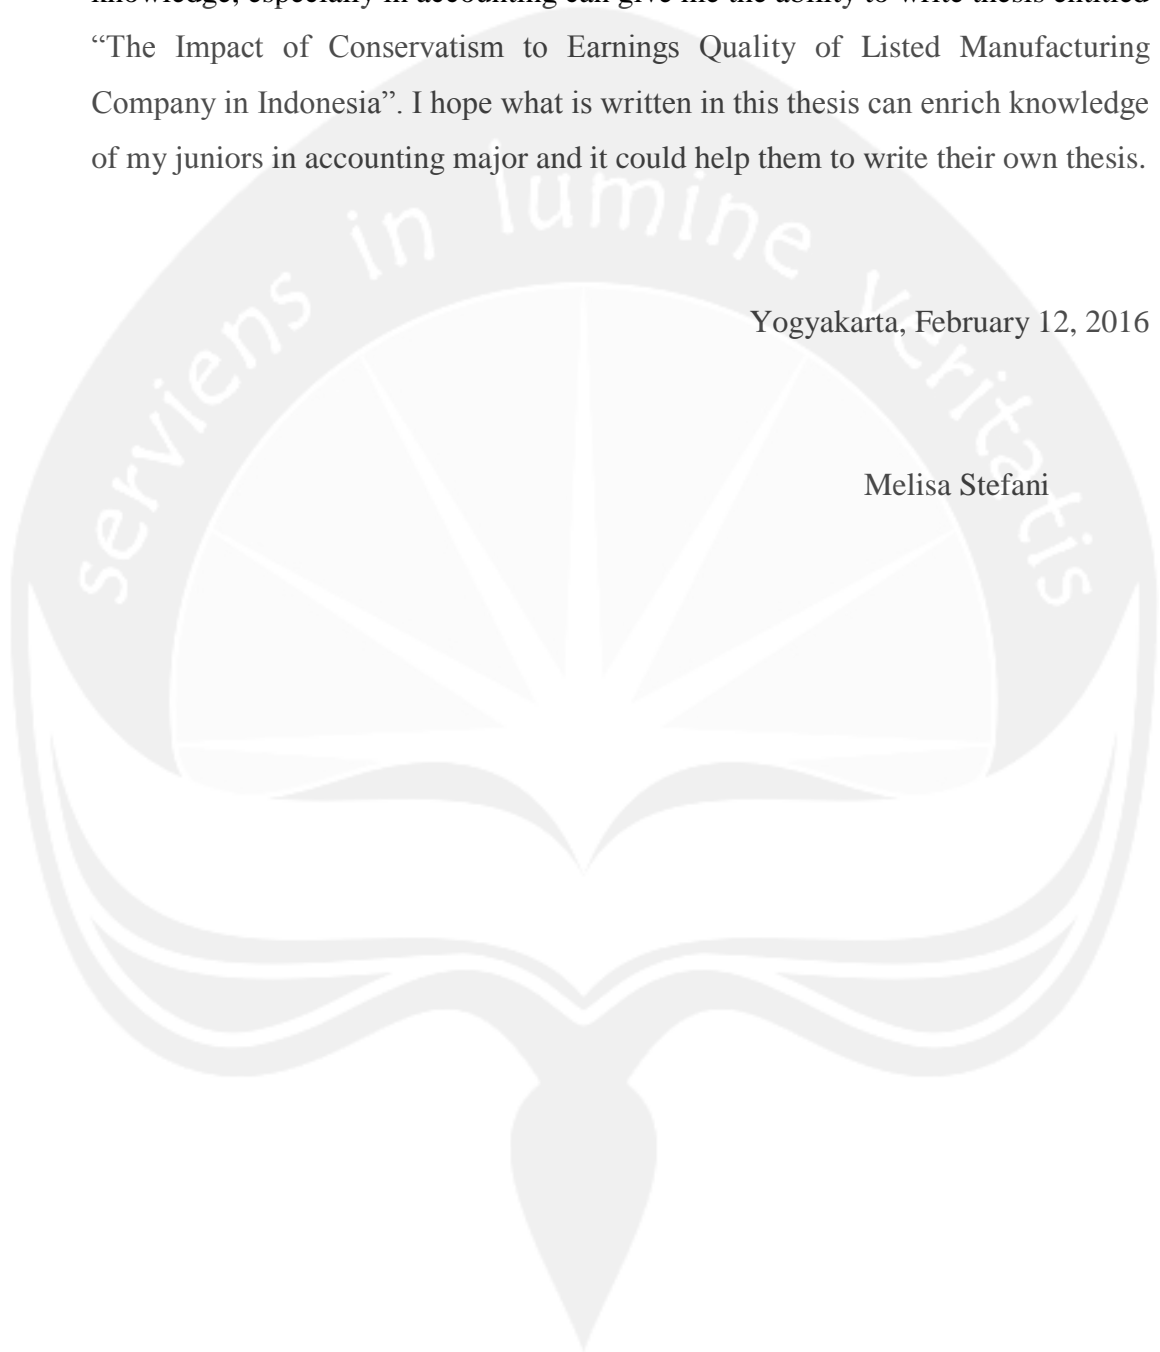 knowledge, especially in accounting can give me the ability to write thesis entitled
“The Impact of Conservatism to Earnings Quality of Listed Manufacturing
Company in Indonesia”. I hope what is written in this thesis can enrich knowledge
of my juniors in accounting major and it could help them to write their own thesis.
serviens in lumine veritatis
Yogyakarta, February 12, 2016
Melisa Stefani